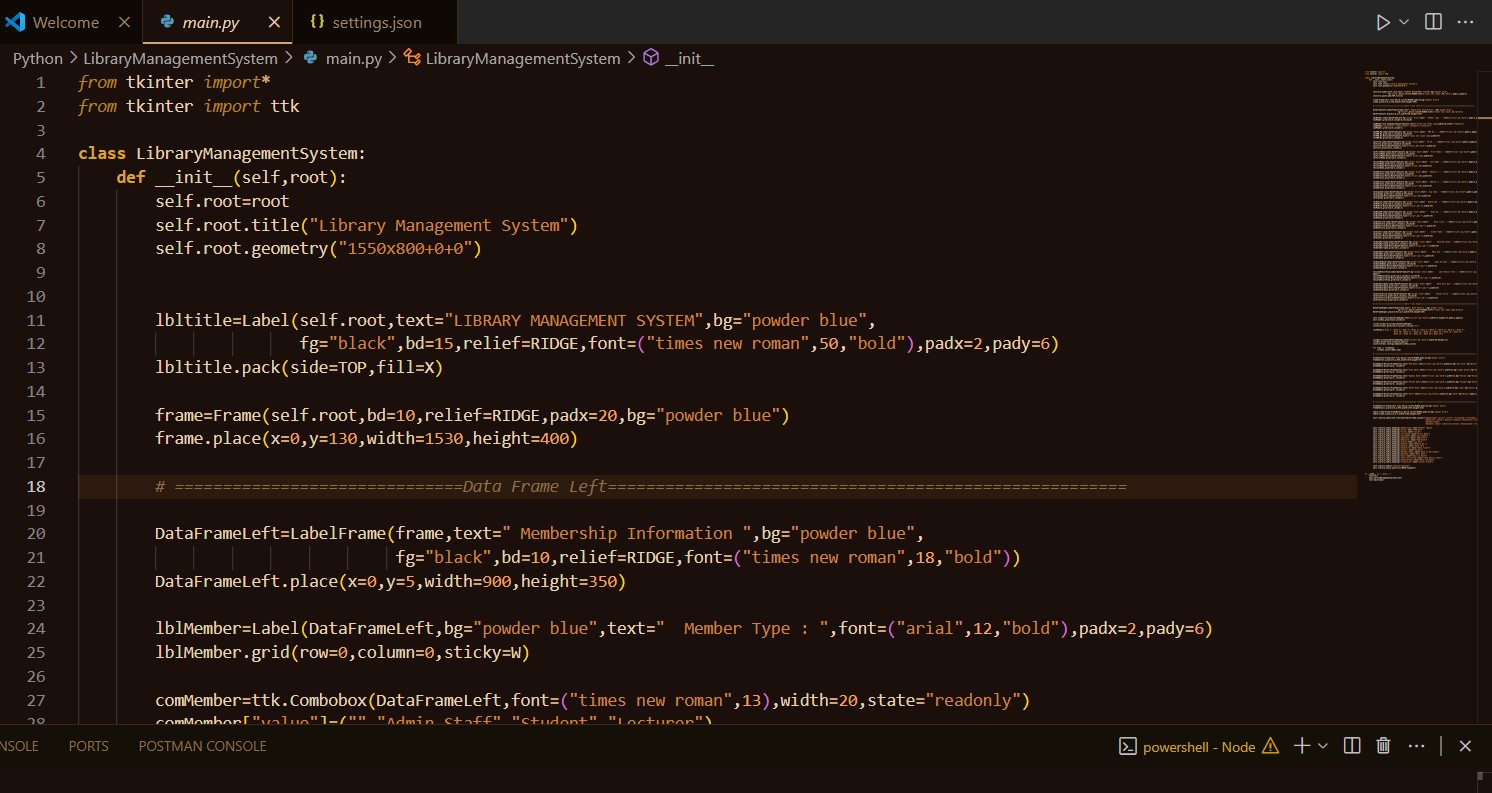 Welcome
main.py
settings.json
Python > LibraryManagementSystem > main.py > LibraryManagementSystem > __init__
1 from tkinter import*
2 from tkinter import ttk
3
4 class LibraryManagementSystem:
5     def __init__(self,root):
6         self.root=root
7         self.root.title("Library Management System")
8         self.root.geometry("1550x800+0+0")
9
10
11         lbltitle=Label(self.root,text="LIBRARY MANAGEMENT SYSTEM",bg="powder blue",
12                        fg="black",bd=15,relief=RIDGE,font=("times new roman",50,"bold"),padx=2,pady=6)
13         lbltitle.pack(side=TOP,fill=X)
14
15         frame=Frame(self.root,bd=10,relief=RIDGE,padx=20,bg="powder blue")
16         frame.place(x=0,y=130,width=1530,height=400)
17
18         # ==============================Data Frame Left======================================================
19
20         DataFrameLeft=LabelFrame(frame,text=" Membership Information ",bg="powder blue",
21                                  fg="black",bd=10,relief=RIDGE,font=("times new roman",18,"bold"))
22         DataFrameLeft.place(x=0,y=5,width=900,height=350)
23
24         lblMember=Label(DataFrameLeft,bg="powder blue",text="  Member Type : ",font=("arial",12,"bold"),padx=2,pady=6)
25         lblMember.grid(row=0,column=0,sticky=W)
26
27         comMember=ttk.Combobox(DataFrameLeft,font=("times new roman",13),width=20,state="readonly")
28         comMember["value"]=("","Admin Staff","Student","Lecturer")
NSOLE PORTS POSTMAN CONSOLE powershell - Node